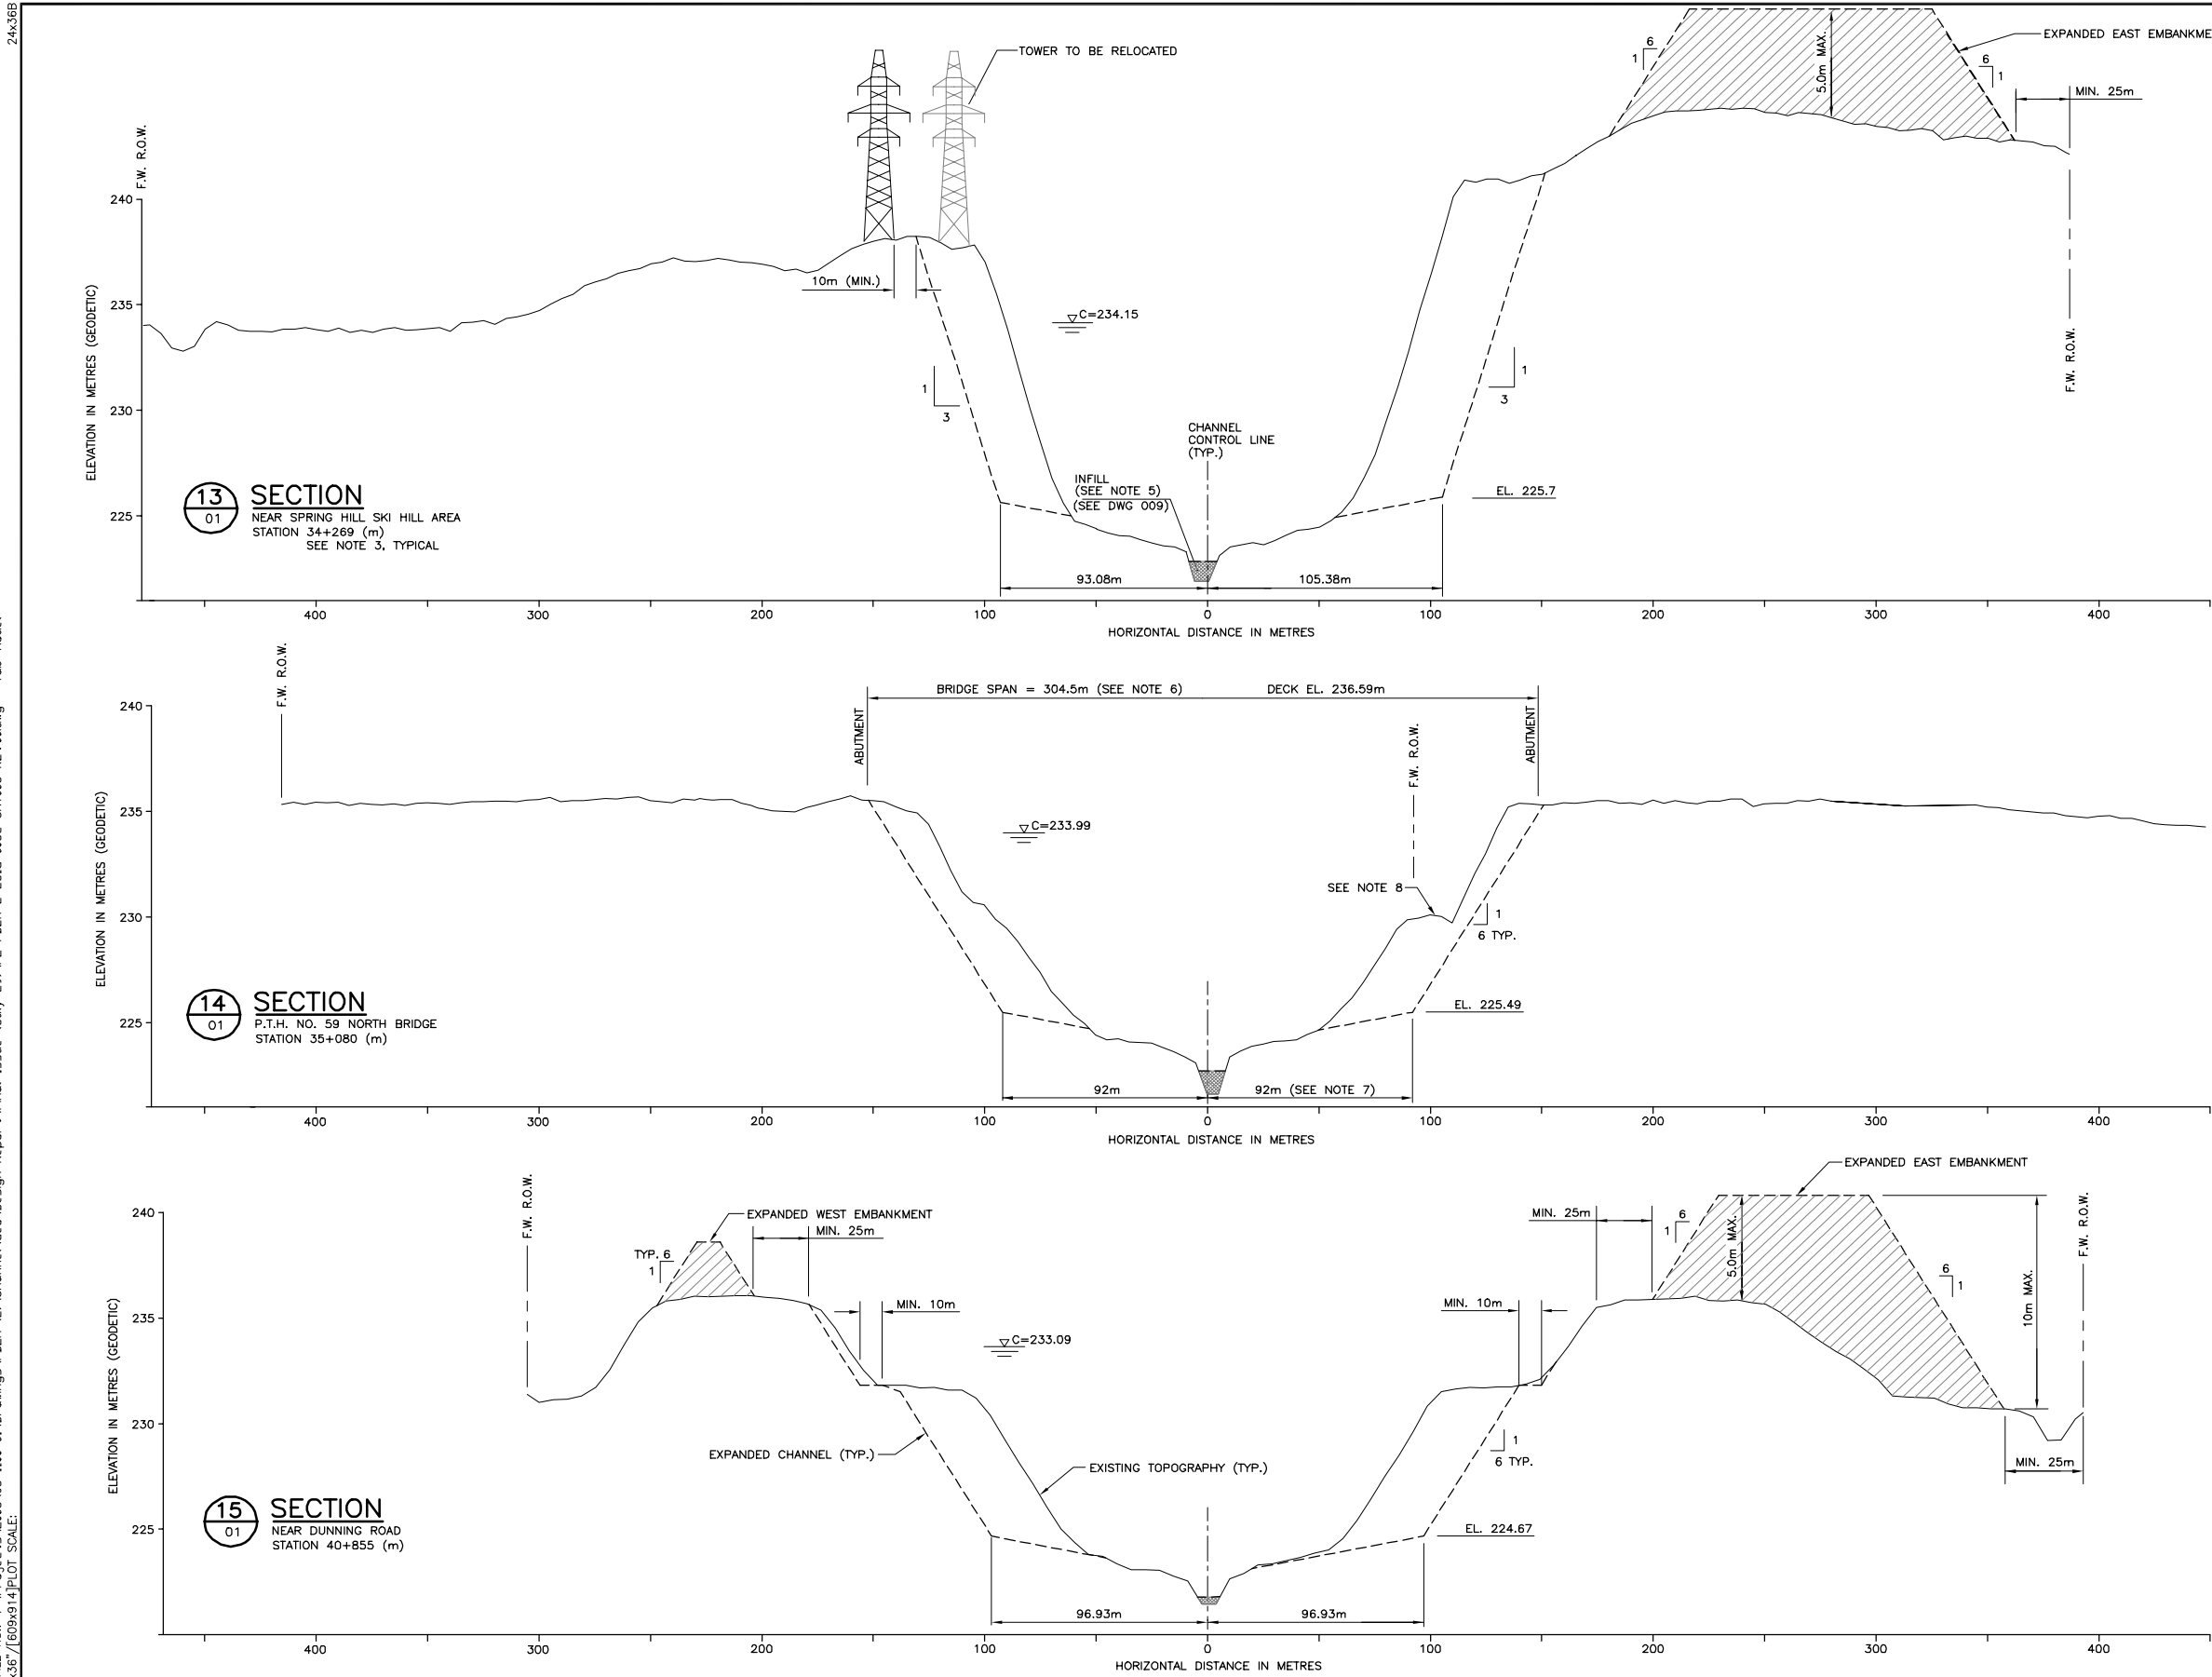 24x36B
TOWER TO BE RELOCATED
6
1
5.0m MAX.
EXPANDED EAST EMBANKME
6
1
MIN. 25m
F.W. R.O.W.
240
235
230
225
ELEVATION IN METRES (GEODETIC)
10m (MIN.)
C=234.15
1
3
1
3
F.W. R.O.W.
CHANNEL
CONTROL LINE
(TYP.)
INFILL
(SEE NOTE 5)
(SEE DWG 009)
EL. 225.7
13
01
SECTION
NEAR SPRING HILL SKI HILL AREA
STATION 34+269 (m)
SEE NOTE 3, TYPICAL
93.08m
105.38m
400
300
200
100
0
100
200
300
400
HORIZONTAL DISTANCE IN METRES
F.W. R.O.W.
BRIDGE SPAN = 304.5m (SEE NOTE 6)
DECK EL. 236.59m
ABUTMENT
ABUTMENT
F.W. R.O.W.
240
235
230
225
ELEVATION IN METRES (GEODETIC)
C=233.99
SEE NOTE 8
1
6 TYP.
EL. 225.49
14
01
SECTION
P.T.H. NO. 59 NORTH BRIDGE
STATION 35+080 (m)
92m
92m (SEE NOTE 7)
400
300
200
100
0
100
200
300
400
HORIZONTAL DISTANCE IN METRES
F.W. R.O.W.
EXPANDED EAST EMBANKMENT
EXPANDED WEST EMBANKMENT
MIN. 25m
TYP. 6
1
MIN. 25m
6
1
5.0m MAX.
6
1
10m MAX.
F.W. R.O.W.
240
235
230
225
ELEVATION IN METRES (GEODETIC)
MIN. 10m
C=233.09
MIN. 10m
EXPANDED CHANNEL (TYP.)
EXISTING TOPOGRAPHY (TYP.)
1
6 TYP.
MIN. 25m
EL. 224.67
15
01
SECTION
NEAR DUNNING ROAD
STATION 40+855 (m)
96.93m
96.93m
400
300
200
100
0
100
200
300
400
HORIZONTAL DISTANCE IN METRES
x36"/[609x914]PLOT SCALE: